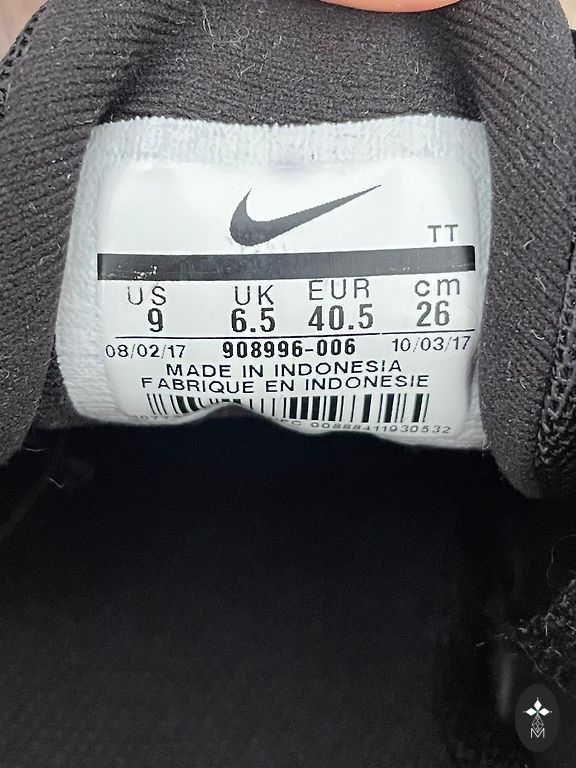 TT
US UK EUR cm
9 6.5 40.5 26
08/02/17 908996-006 10/03/17
MADE IN INDONESIA
FABRIQUE EN INDONESIE
00888411930532
M